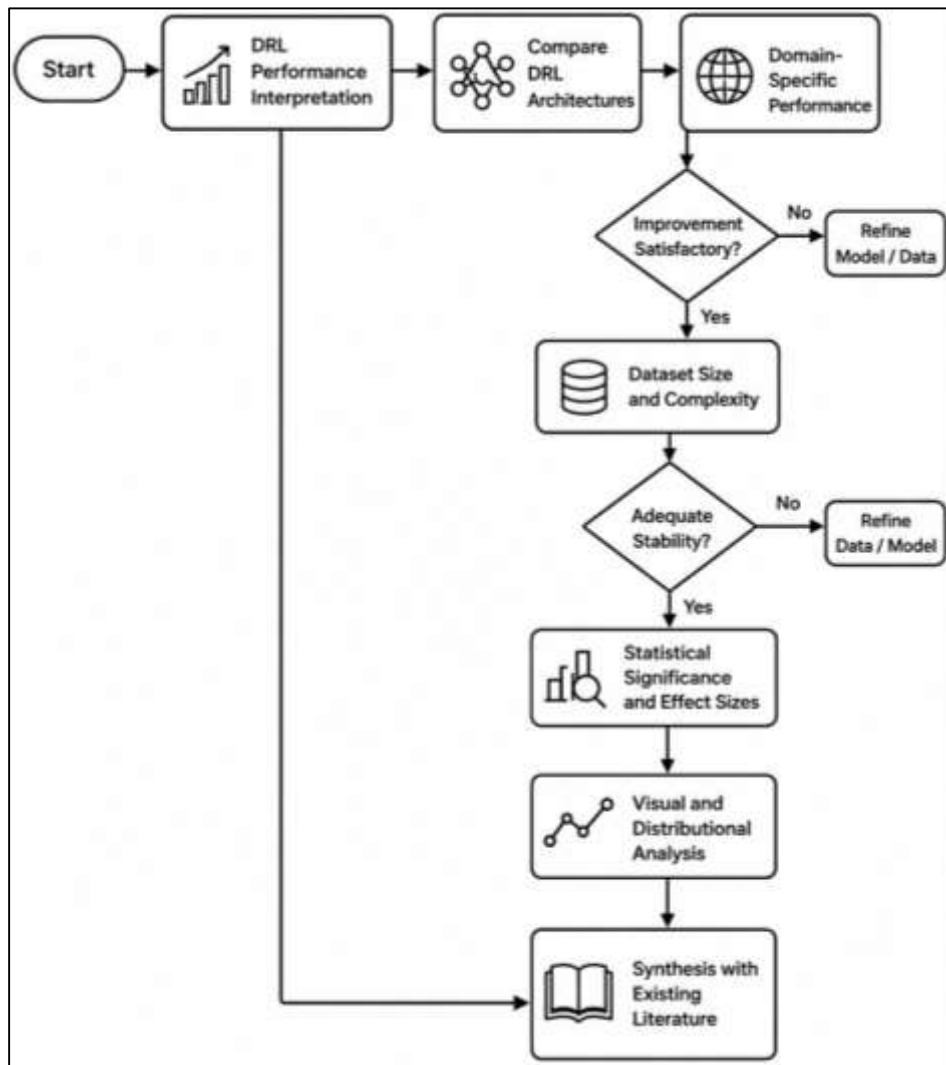 Start
DRL
Performance
Interpretation
Compare
DRL
Architectures
Domain-
Specific
Performance
Improvement
Satisfactory?
No
Refine
Model / Data
Yes
Dataset Size
and Complexity
Adequate
Stability?
No
Refine
Data / Model
Yes
Statistical
Significance
and Effect Sizes
Visual and
Distributional
Analysis
Synthesis with
Existing
Literature